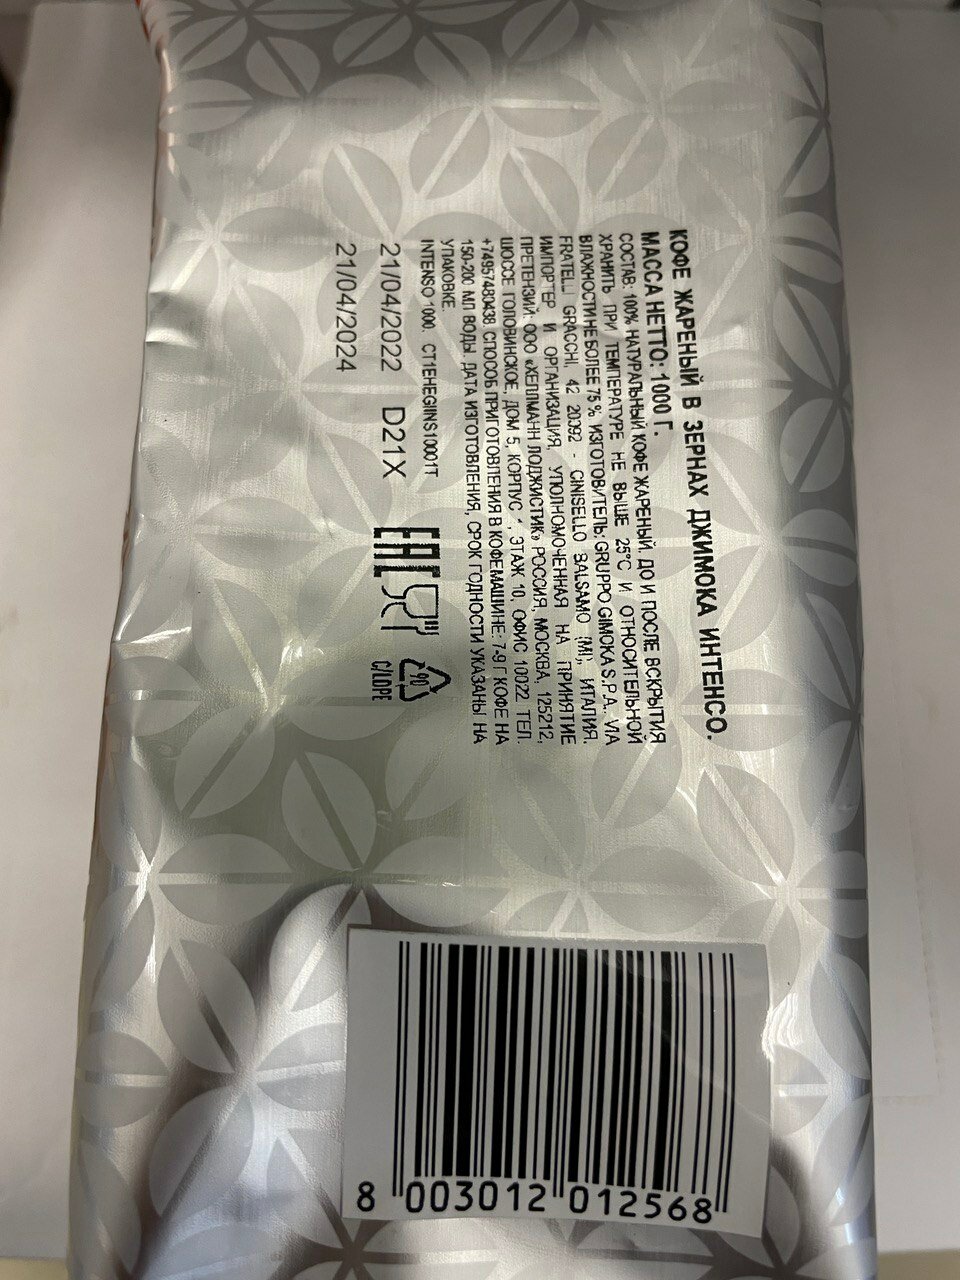 КОФЕ ЖАРЕНЫЙ В ЗЕРНАХ ДЖИМОКА ИНТЕНСО.
МАССА НЕТТО: 1000 Г.
СОСТАВ: 100% НАТУРАЛЬНЫЙ КОФЕ ЖАРЕНЫЙ. ДО И ПОСЛЕ ВСКРЫТИЯ
ХРАНИТЬ ПРИ ТЕМПЕРАТУРЕ НЕ ВЫШЕ 25°С И ОТНОСИТЕЛЬНОЙ
ВЛАЖНОСТИ НЕ БОЛЕЕ 75% ИЗГОТОВИТЕЛЬ: GRUPPO GIMOKA S.P.A. VIA
FRATELLI GRACCHI, 42 20092 - CINISELLO BALSAMO (MI), ИТАЛИЯ.
ИМПОРТЕР И ОРГАНИЗАЦИЯ, УПОЛНОМОЧЕННАЯ НА ПРИНЯТИЕ
ПРЕТЕНЗИЙ: ООО «ХЕЛЛМАНН ЛОДЖИСТИК» РОССИЯ, МОСКВА, 125212,
ШОССЕ ГОЛОВИНСКОЕ, ДОМ 5, КОРПУС 1, ЭТАЖ 10, ОФИС 10022. ТЕЛ.
+74957480438. СПОСОБ ПРИГОТОВЛЕНИЯ В КОФЕМАШИНЕ: 7-9 Г КОФЕ НА
150-200 МЛ ВОДЫ. ДАТА ИЗГОТОВЛЕНИЯ, СРОК ГОДНОСТИ УКАЗАНЫ НА
УПАКОВКЕ.
INTENSO 1000. CT1EHEGIINS10001T
21/04/2022 D21X
21/04/2024
EAC
90
C/LDPE
8 003012 012568